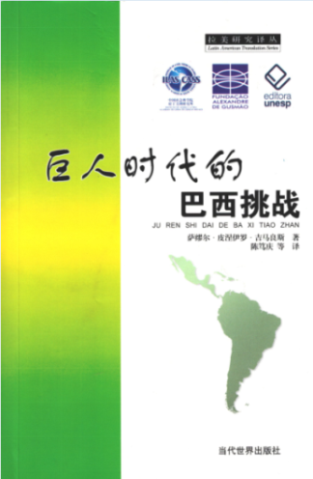 拉美研究译丛
Latin American Translation Series
ILAS CASS
FUNDAÇÃO
ALEXANDRE
DE GUSMÃO
editora
unesp
巨人时代的
巴西挑战
JU REN SHI DAI DE BA XI TIAO ZHAN
萨缪尔·皮涅伊罗·吉马良斯 著
陈笃庆 等 译
当代世界出版社